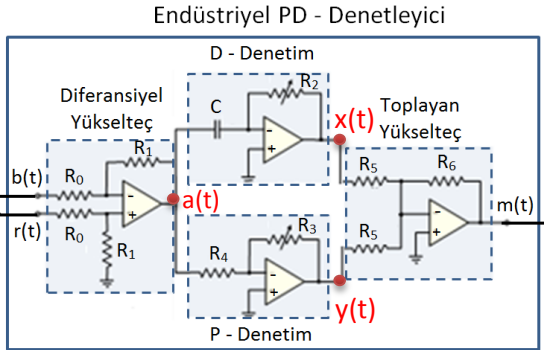 Endüstriyel PD - Denetleyici
D - Denetim
Diferansiyel
Yükselteç
C
R2
x(t)
Toplayan
Yükselteç
R1
R5
R6
b(t)
R0
a(t)
m(t)
r(t)
R0
R1
R4
R3
R5
y(t)
P - Denetim